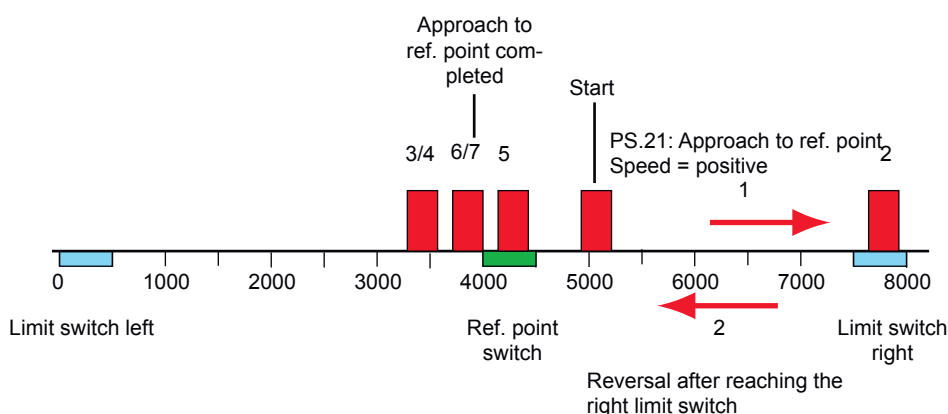 Approach to
ref. point com-
pleted
Start
PS.21: Approach to ref. point
Speed = positive
3/4
6/7
5
2
1
0
1000
2000
3000
4000
5000
6000
7000
8000
Limit switch left
Ref. point
switch
2
Limit switch
right
Reversal after reaching the
right limit switch